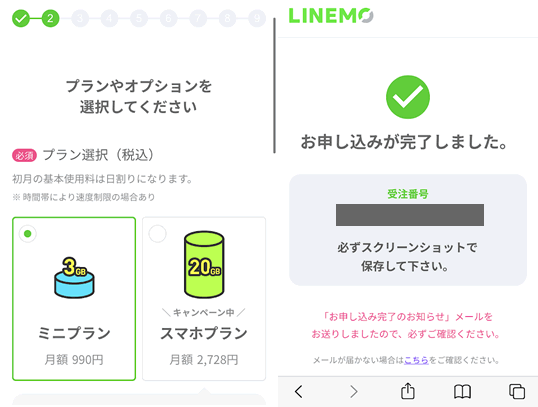 2 3 4 5 6 7 8 9
プランやオプションを
選択してください
必須 プラン選択（税込）
初月の基本使用料は日割りになります。
※ 時間帯により速度制限の場合あり
3GB
ミニプラン
月額 990円
20GB
＼ キャンペーン中 ／
スマホプラン
月額 2,728円
LINEMO
お申し込みが完了しました。
受注番号
必ずスクリーンショットで
保存して下さい。
「お申し込み完了のお知らせ」メールを
お送りしましたので、必ずご確認ください。
メールが届かない場合はこちらをご確認ください。